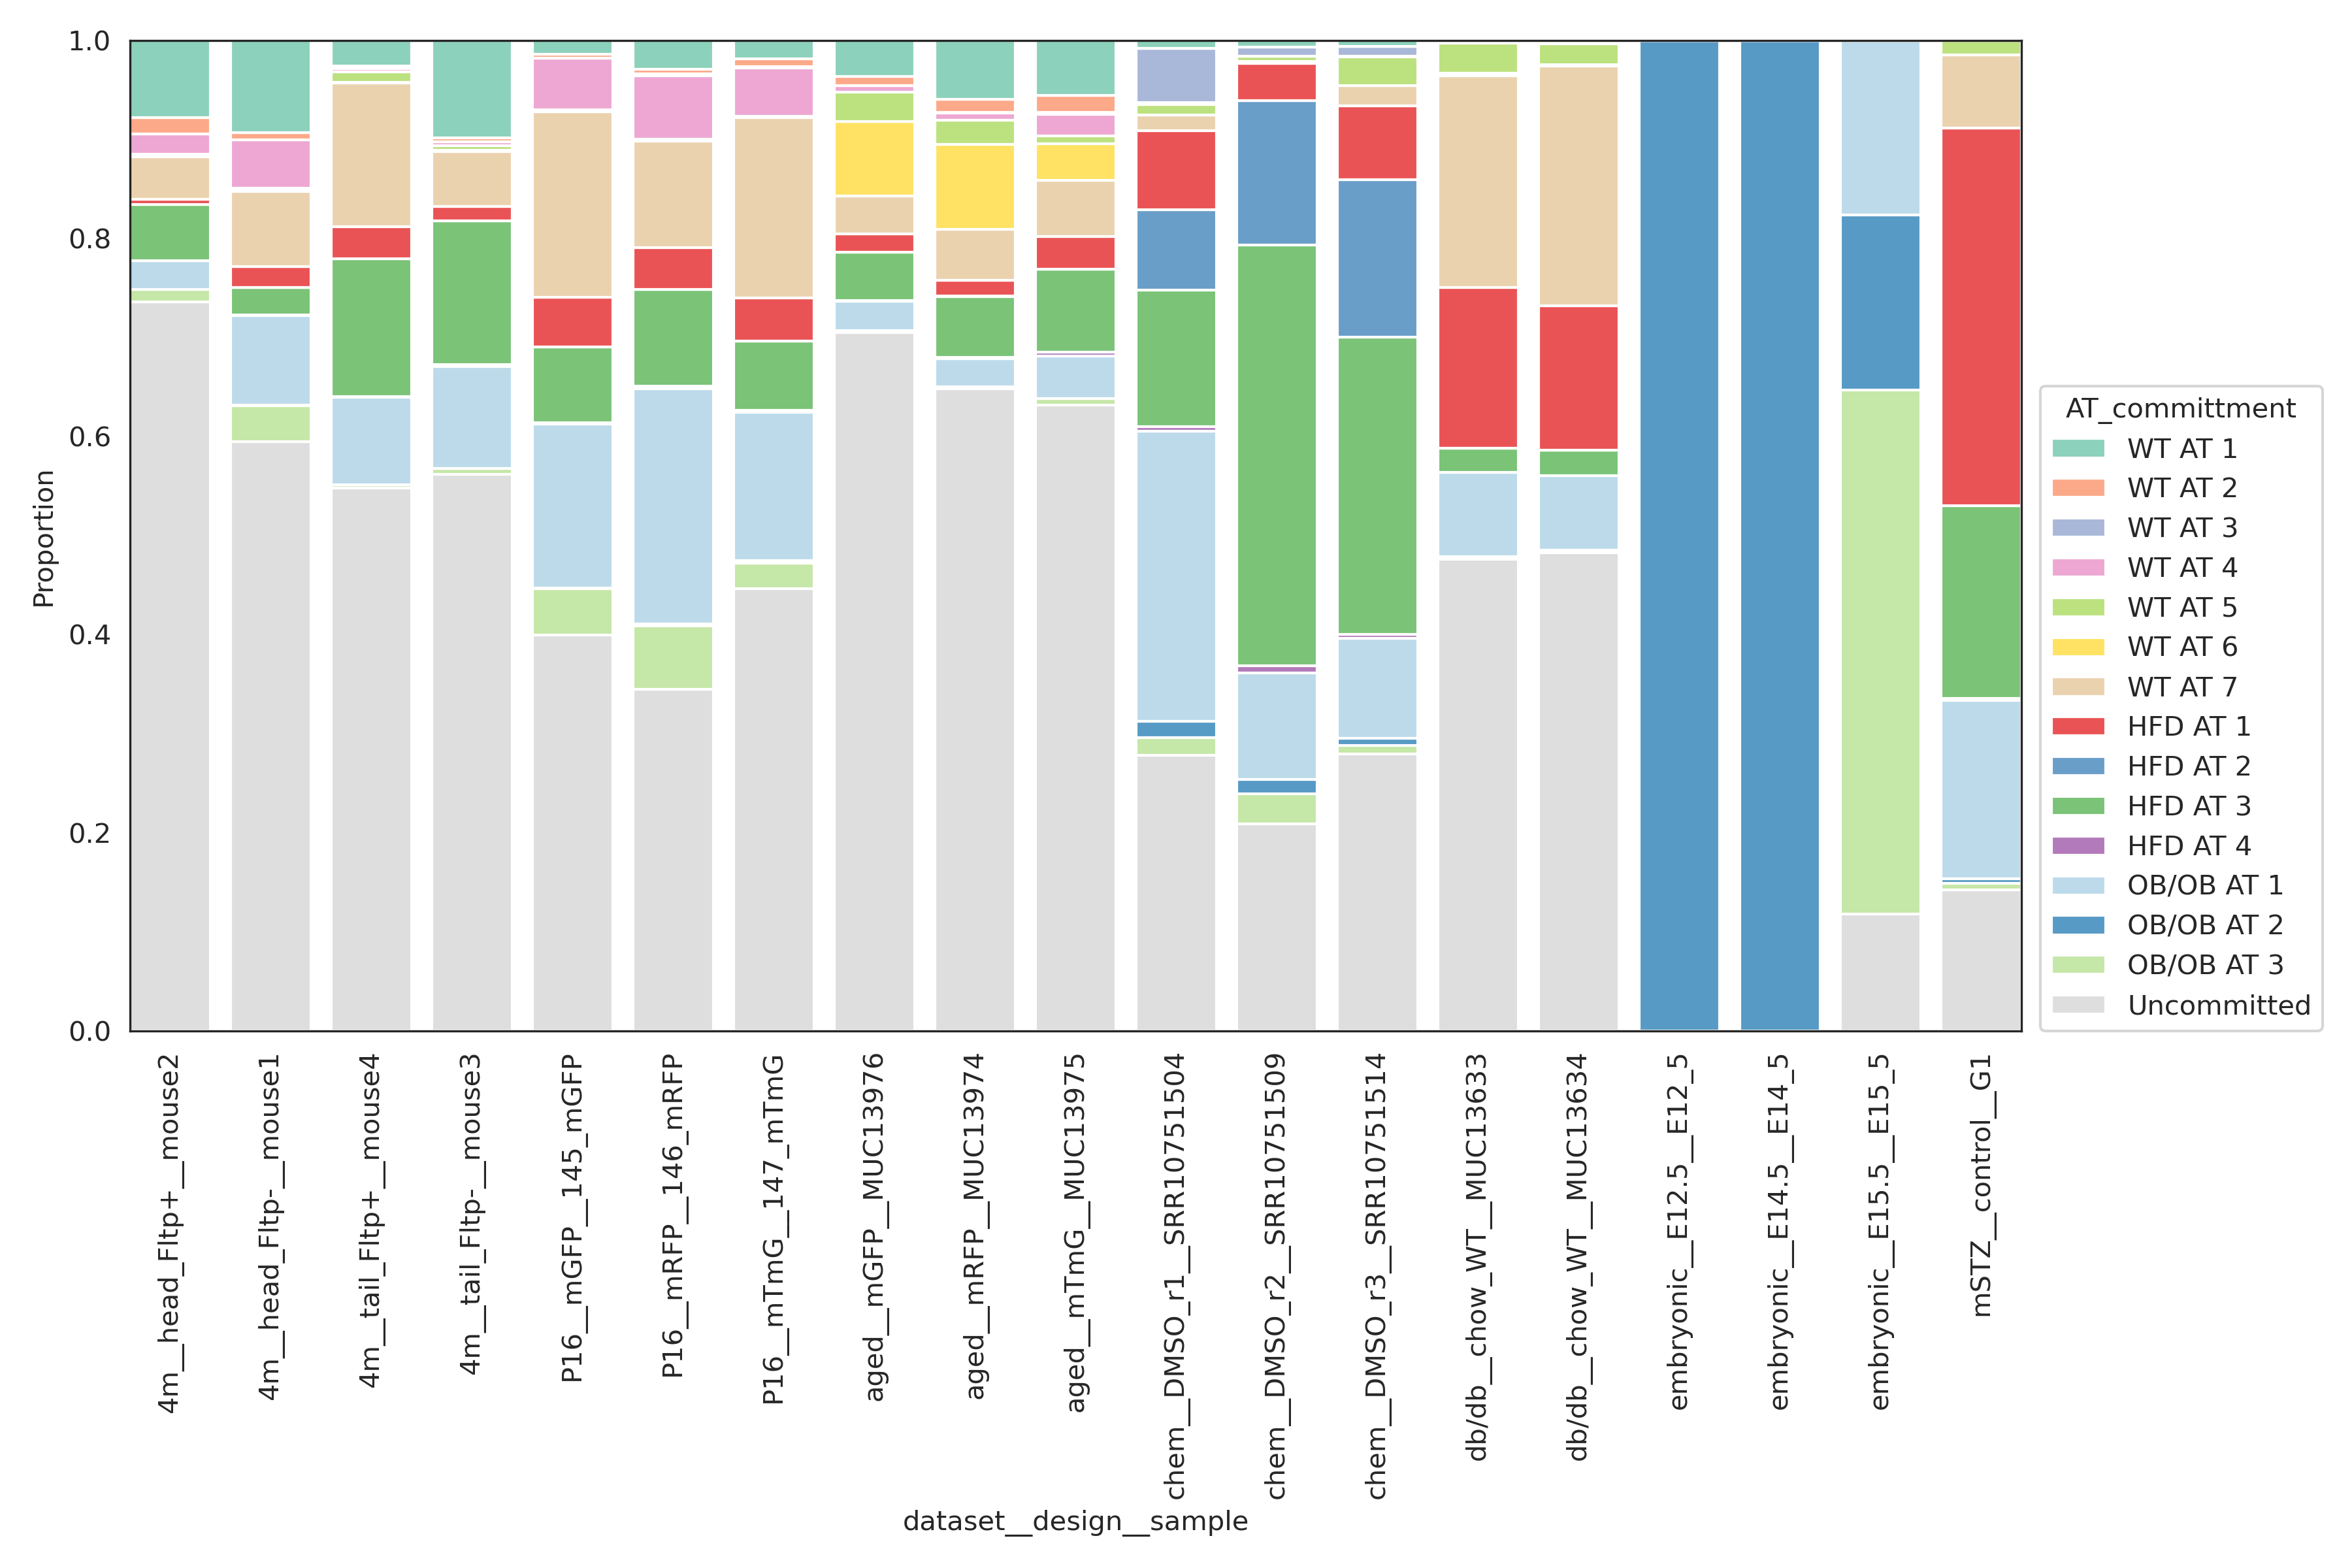 1.0
0.8
0.6
0.4
0.2
0.0
Proportion
AT_committment
WT AT 1
WT AT 2
WT AT 3
WT AT 4
WT AT 5
WT AT 6
WT AT 7
HFD AT 1
HFD AT 2
HFD AT 3
HFD AT 4
OB/OB AT 1
OB/OB AT 2
OB/OB AT 3
Uncommitted
4m__head_Fltp+__mouse2
4m__head_Fltp-__mouse1
4m__tail_Fltp+__mouse4
4m__tail_Fltp-__mouse3
P16__mGFP__145_mGFP
P16__mRFP__146_mRFP
P16__mTmG__147_mTmG
aged__mGFP__MUC13976
aged__mRFP__MUC13974
aged__mTmG__MUC13975
chem__DMSO_r1__SRR10751504
chem__DMSO_r2__SRR10751509
chem__DMSO_r3__SRR10751514
db/db__chow_WT__MUC13633
db/db__chow_WT__MUC13634
embryonic__E12.5__E12_5
embryonic__E14.5__E14_5
embryonic__E15.5__E15_5
mSTZ__control__G1
dataset__design__sample